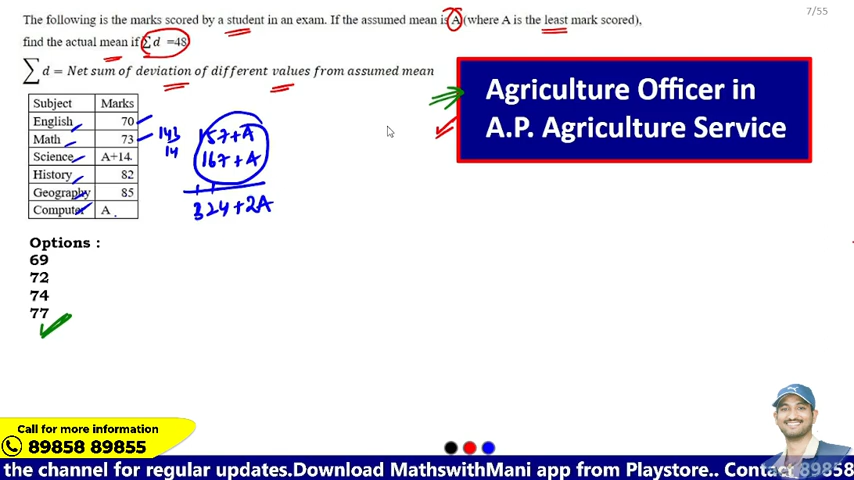 7/55
The following is the marks scored by a student in an exam. If the assumed mean is A (where A is the least mark scored),
find the actual mean if ∑d =48
∑d = Net sum of deviation of different values from assumed mean
Agriculture Officer in
A.P. Agriculture Service
Subject Marks
English 70
Math 73
Science A+14
History 82
Geography 85
Computer A
143
14
157+A
167+A
324+2A
Options :
69
72
74
77
Call for more information
89858 89855
the channel for regular updates.Download MathswithMani app from Playstore.. Contact 89858